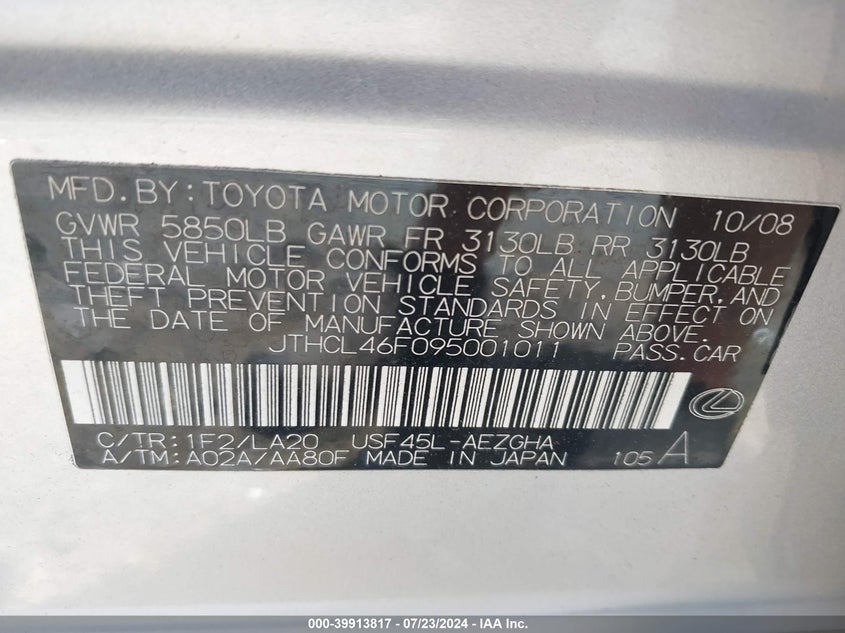 MFD. BY: TOYOTA MOTOR CORPORATION 10/08
GVWR 5850LB GAWR FR 3130LB RR 3130LB
THIS VEHICLE CONFORMS TO ALL APPLICABLE
FEDERAL MOTOR VEHICLE SAFETY, BUMPER, AND
THEFT PREVENTION STANDARDS IN EFFECT ON
THE DATE OF MANUFACTURE SHOWN ABOVE.
JTHCL46F095001011 PASS. CAR
C/TR: 1F2/LA20 USF45L-AEZGHA
A/TM: A02A/AA80F MADE IN JAPAN 105 A
000-39913817 / 07/23/2024 - IAA Inc.